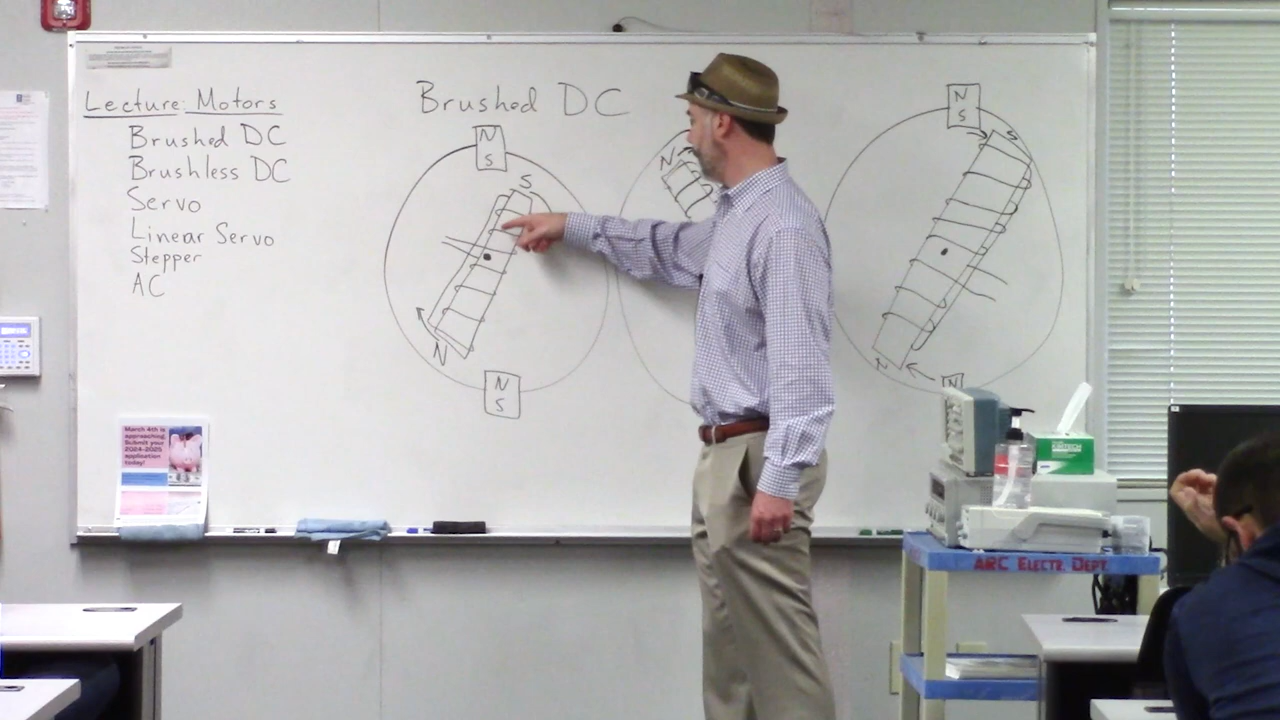 Lecture: Motors
Brushed DC
Brushless DC
Servo
Linear Servo
Stepper
AC
Brushed DC
N
S
S
N
N
S
N
N
S
S
N
N
March 4th is
approaching.
Submit your
2024-2025
application
today!
KIMTECH
ARC ELECTR. DEPT.